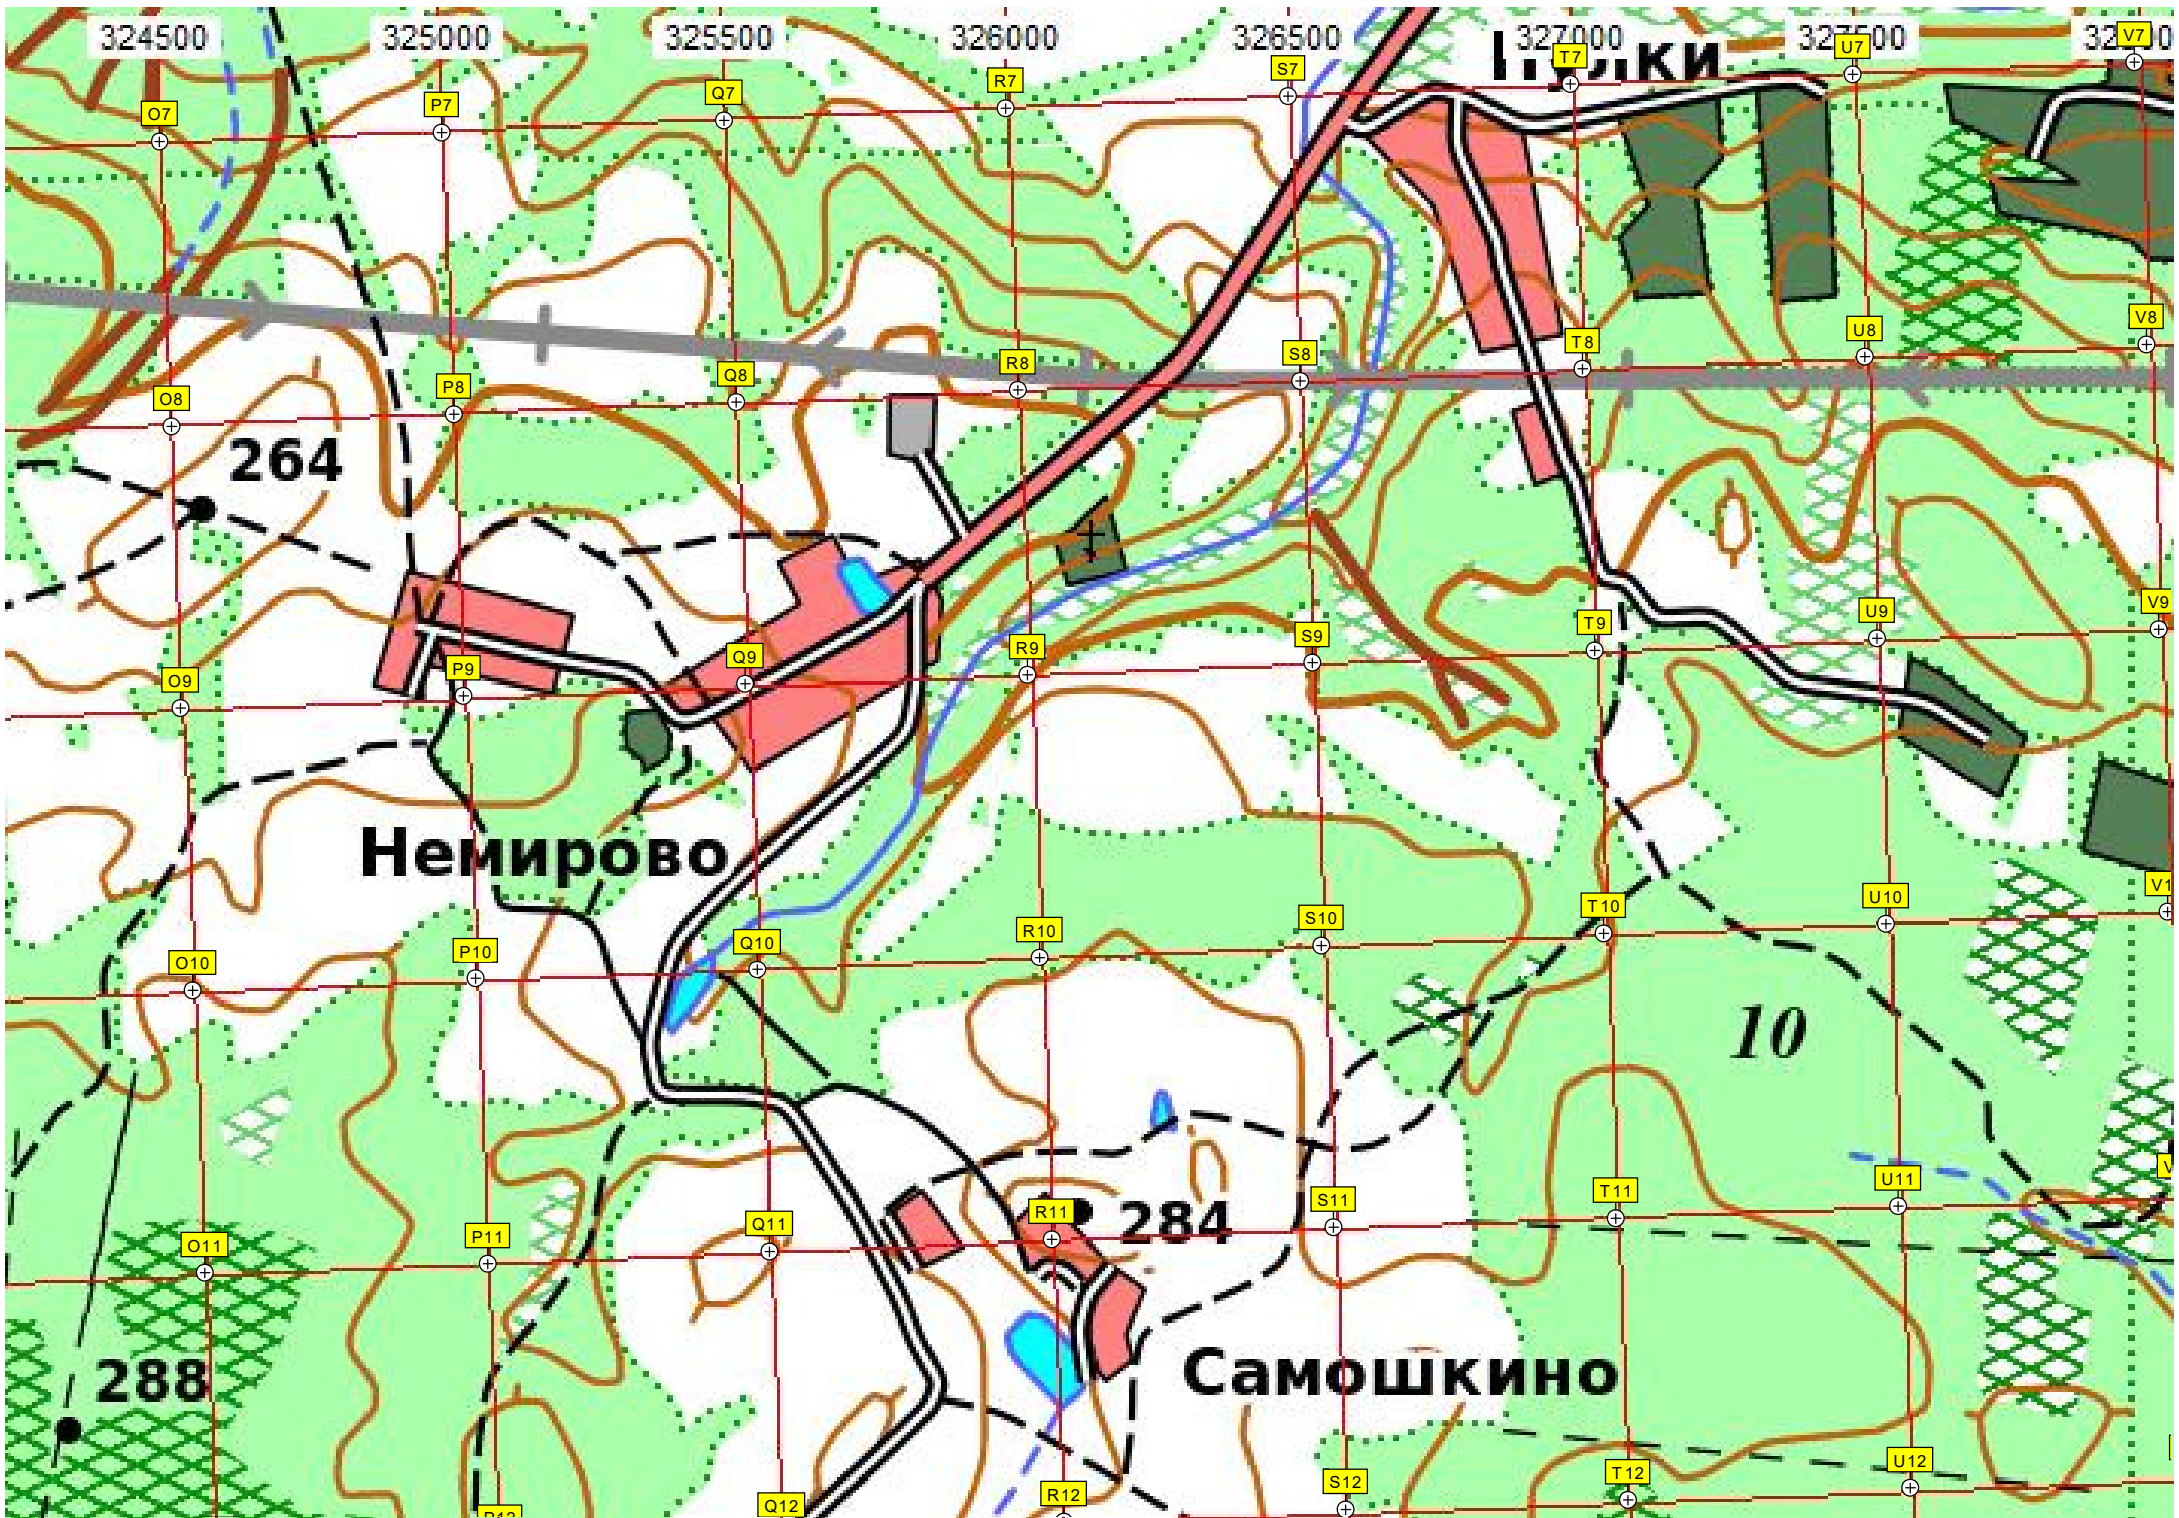 324500 325000 325500 326000 326500 327000
O7 P7 Q7 R7 S7 T7 U7 V7
O8 P8 Q8 R8 S8 T8 U8 V8
264
O9 P9 Q9 R9 S9 T9 U9 V9
Немирово
O10 P10 Q10 R10 S10 T10 U10
10
O11 P11 Q11 R11 S11 T11 U11
284
288
Самошкино
Q12 R12 S12 T12 U12